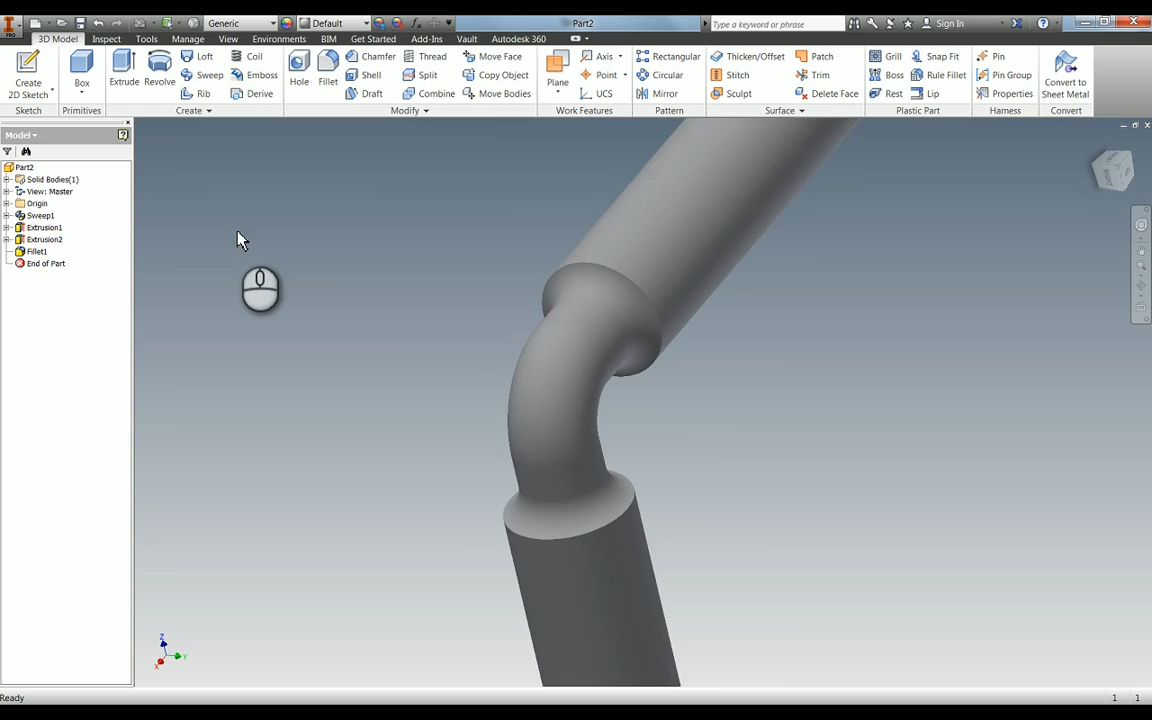 PRO
Generic
Default
fx
Part2
Type a keyword or phrase
Sign In
3D Model
Inspect
Tools
Manage
View
Environments
BIM
Get Started
Add-Ins
Vault
Autodesk 360
Create
2D Sketch
Box
Extrude
Revolve
Loft
Sweep
Rib
Coil
Emboss
Derive
Hole
Fillet
Chamfer
Shell
Draft
Thread
Split
Combine
Move Face
Copy Object
Move Bodies
Plane
Axis
Point
UCS
Rectangular
Circular
Mirror
Thicken/Offset
Stitch
Sculpt
Patch
Trim
Delete Face
Grill
Boss
Rest
Snap Fit
Rule Fillet
Lip
Pin
Pin Group
Properties
Convert to
Sheet Metal
Sketch
Primitives
Create
Modify
Work Features
Pattern
Surface
Plastic Part
Harness
Convert
Model
Part2
Solid Bodies(1)
View: Master
Origin
Sweep1
Extrusion1
Extrusion2
Fillet1
End of Part
Z
Y
X
Ready
1 1